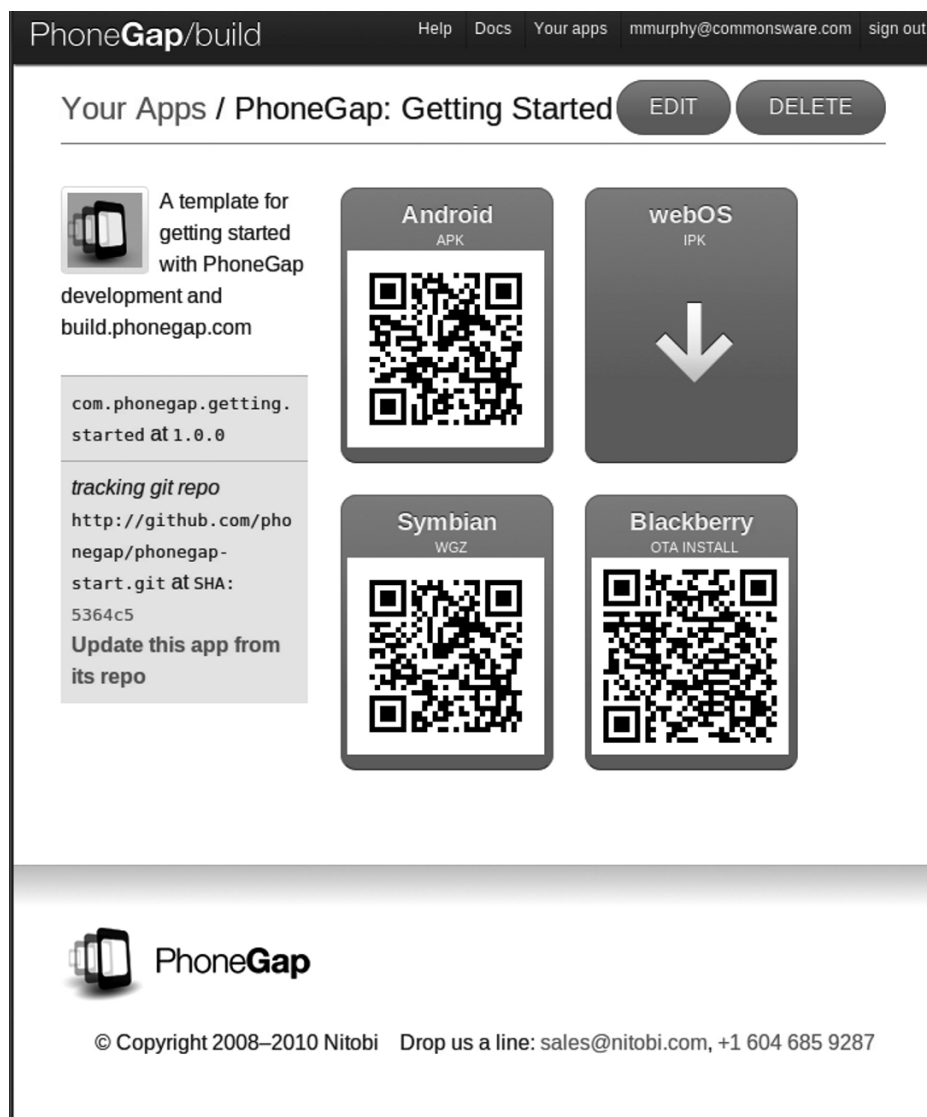 PhoneGap/build
Help Docs Your apps mmurphy@commonsware.com sign out
Your Apps / PhoneGap: Getting Started EDIT DELETE
A template for
getting started
with PhoneGap
development and
build.phonegap.com
com.phonegap.getting.
started at 1.0.0
tracking git repo
http://github.com/pho
negap/phonegap-
start.git at SHA:
5364c5
Update this app from
its repo
Android
APK
webOS
IPK
Symbian
WGZ
Blackberry
OTA INSTALL
PhoneGap
© Copyright 2008–2010 Nitobi Drop us a line: sales@nitobi.com, +1 604 685 9287